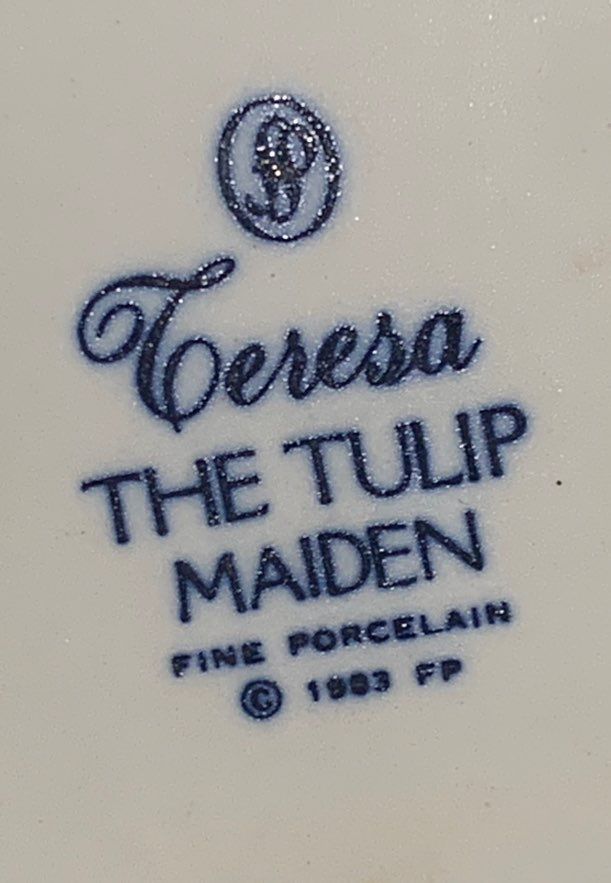 Teresa
THE TULIP
MAIDEN
FINE PORCELAIN
© 1983 FP